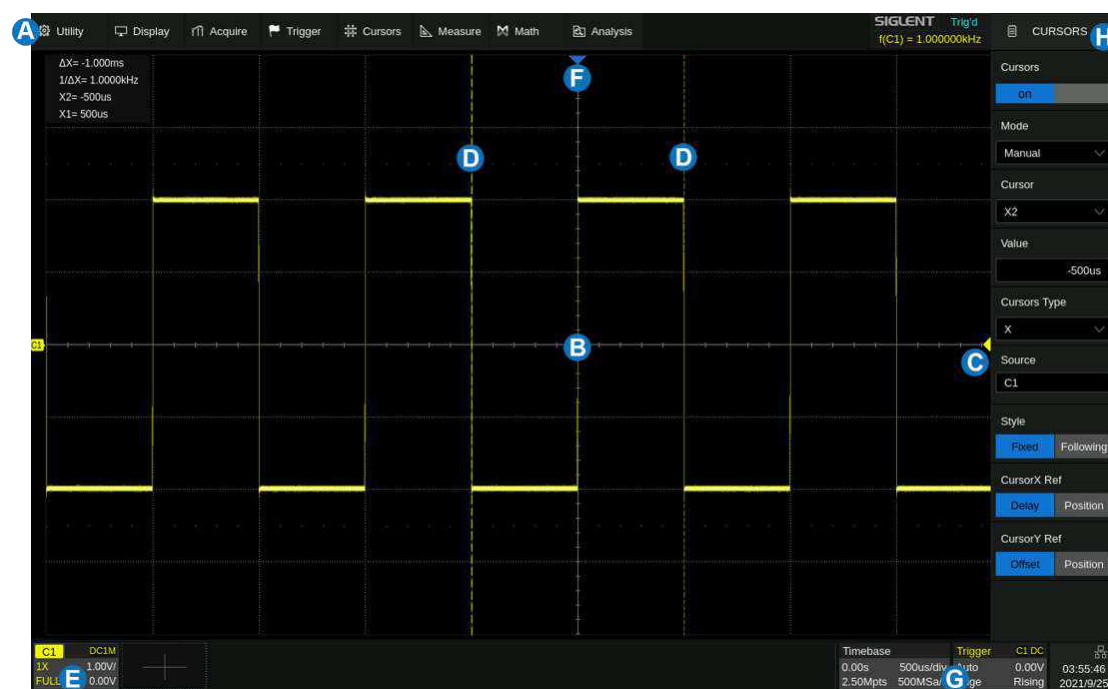 A Utility Display Acquire Trigger Cursors Measure Math Analysis
SIGLENT Trig'd
f(C1) = 1.000000kHz
CURSORS H
ΔX= -1.000ms
1/ΔX= 1.0000kHz
X2= -500us
X1= 500us
F
D D
B
C
C1
Cursors
on
Mode
Manual
Cursor
X2
Value
-500us
Cursors Type
X
Source
C1
Style
Fixed Following
CursorX Ref
Delay Position
CursorY Ref
Offset Position
C1 DC1M
1X 1.00V/
FULL E 0.00V
Timebase
0.00s 500us/div
2.50Mpts 500MSa/
Trigger C1 DC
Auto 0.00V
G Rising
03:55:46
2021/9/25